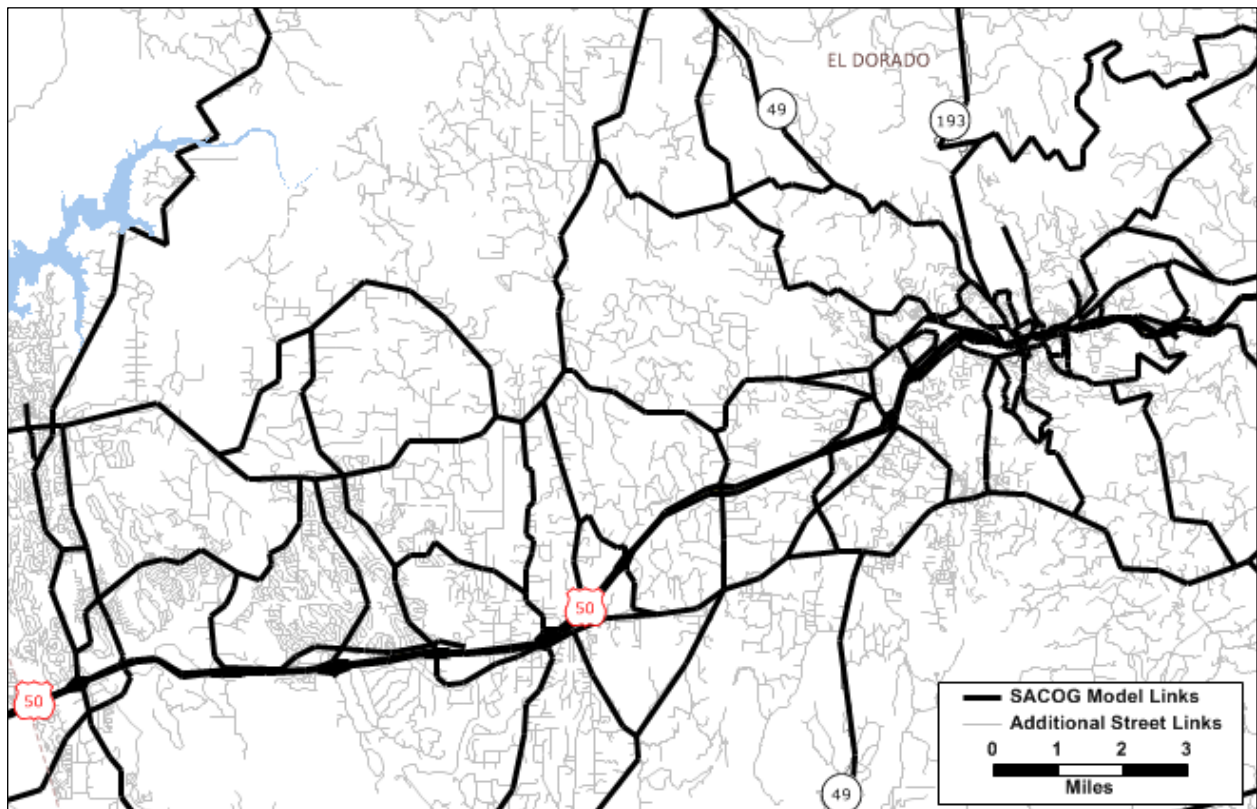 EL DORADO
49
193
50
50
49
SACOG Model Links
Additional Street Links
0 1 2 3
Miles